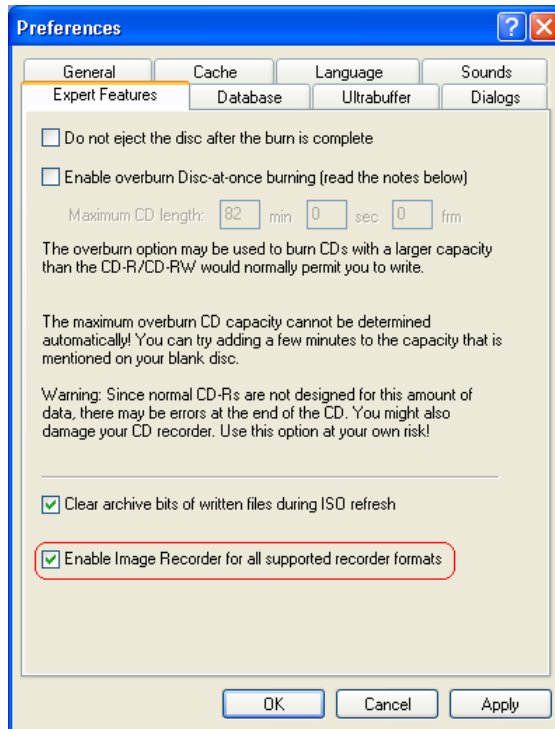 Preferences
General Cache Language Sounds
Expert Features Database Ultrabuffer Dialogs
Do not eject the disc after the burn is complete
Enable overburn Disc-at-once burning (read the notes below)
Maximum CD length: 82 min 0 sec 0 frm
The overburn option may be used to burn CDs with a larger capacity
than the CD-R/CD-RW would normally permit you to write.
The maximum overburn CD capacity cannot be determined
automatically! You can try adding a few minutes to the capacity that is
mentioned on your blank disc.
Warning: Since normal CD-Rs are not designed for this amount of
data, there may be errors at the end of the CD. You might also
damage your CD recorder. Use this option at your own risk!
Clear archive bits of written files during ISO refresh
Enable Image Recorder for all supported recorder formats
OK Cancel Apply